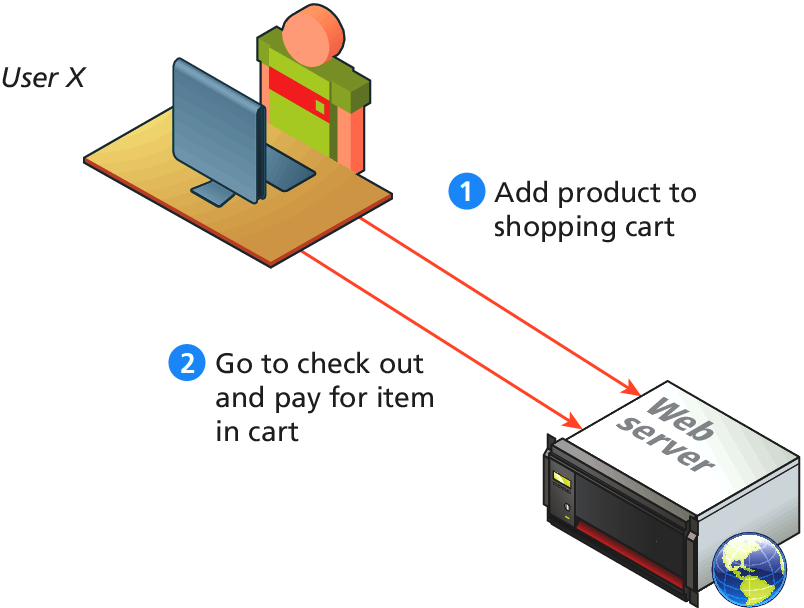 User X
1 Add product to
shopping cart
2 Go to check out
and pay for item
in cart
Web
server